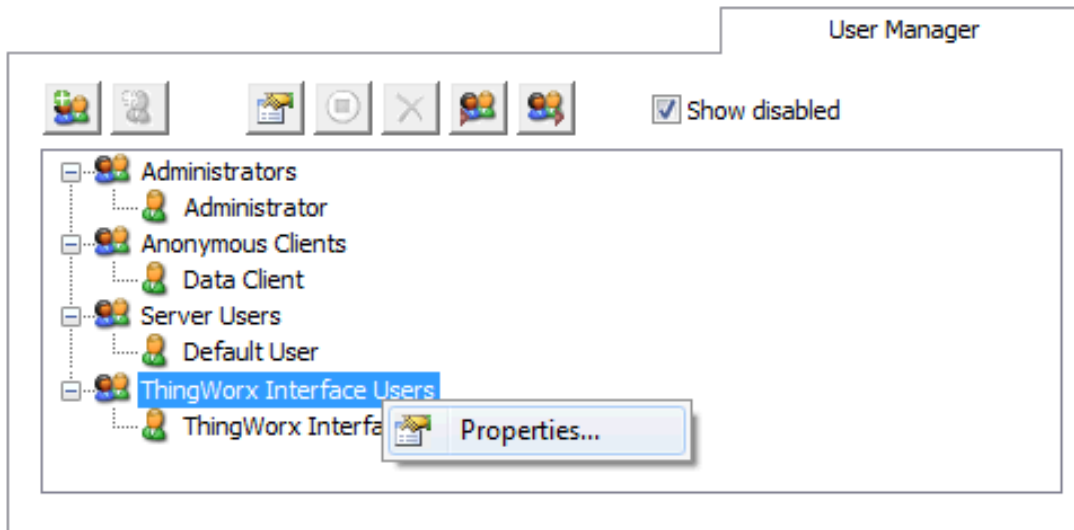 User Manager
Show disabled
Administrators
Administrator
Anonymous Clients
Data Client
Server Users
Default User
ThingWorx Interface Users
ThingWorx Properties...